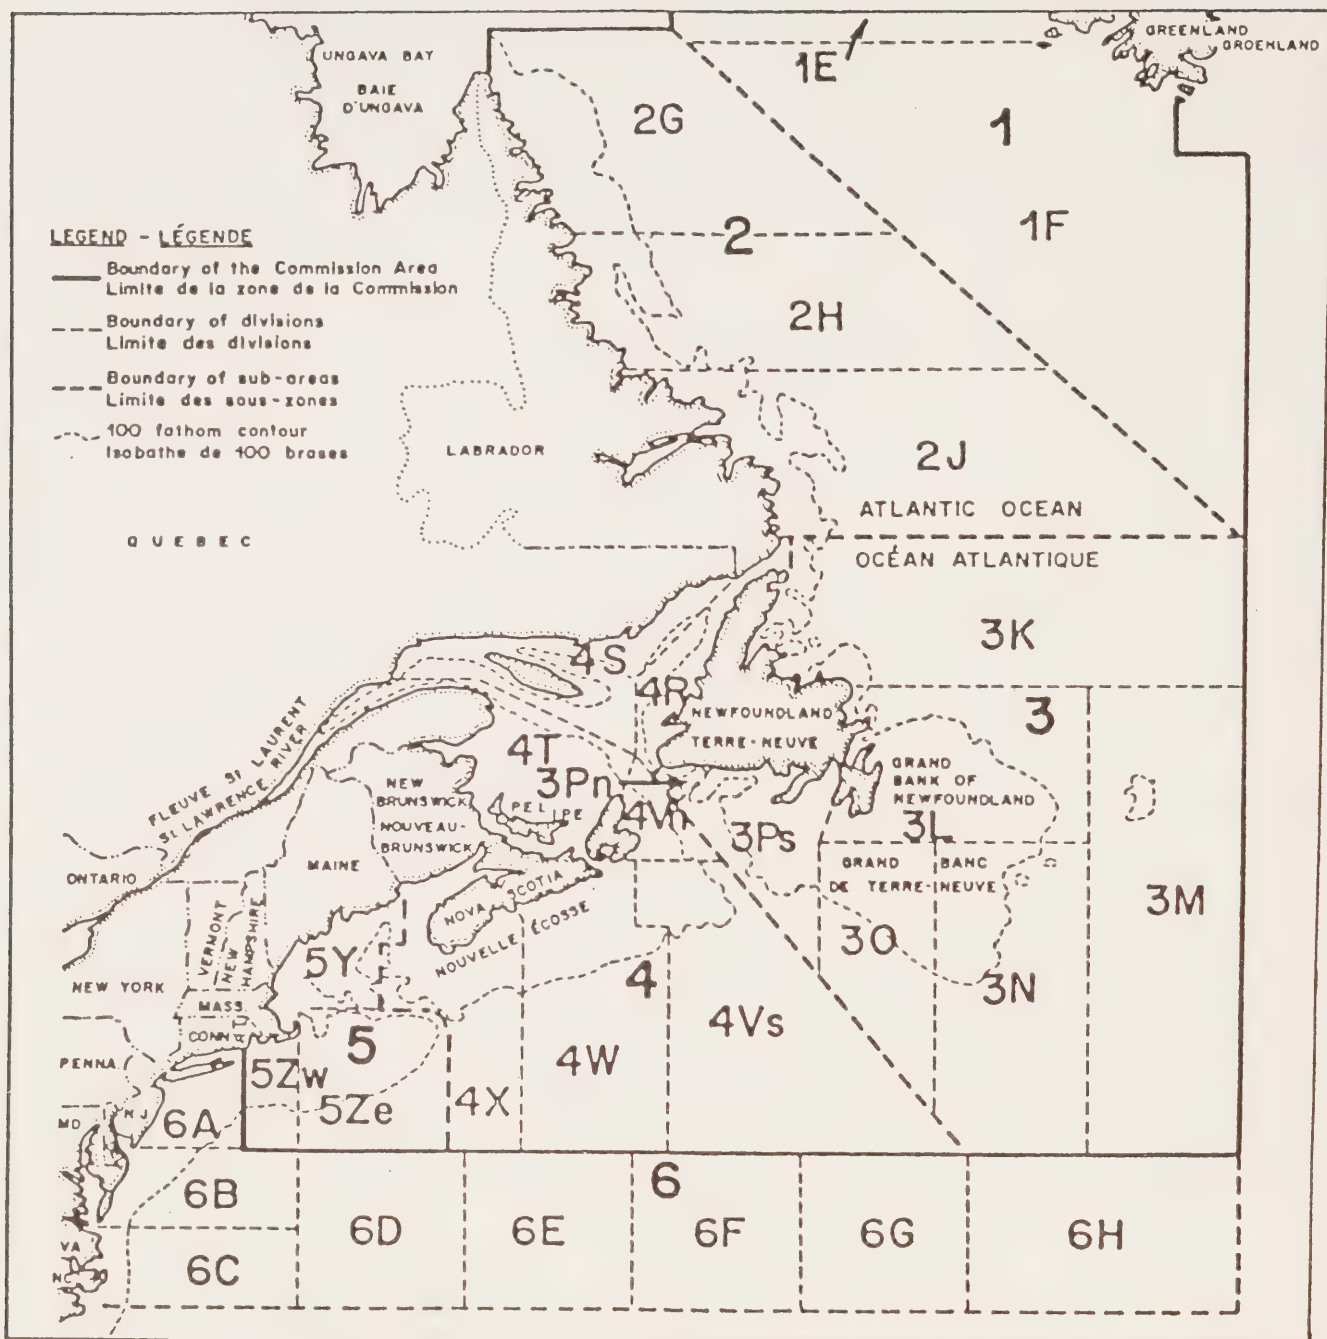 UNGAVA BAY
BAIE
D'UNGAVA
GREENLAND
GROENLAND
1E
1
2G
1F
2
2H
LEGEND - LÉGENDE
Boundary of the Commission Area
Limite de la zone de la Commission
Boundary of divisions
Limite des divisions
Boundary of sub-areas
Limite des sous-zones
100 fathom contour
Isobathe de 100 brases
LABRADOR
2J
ATLANTIC OCEAN
OCÉAN ATLANTIQUE
QUEBEC
3K
4S
4R
NEWFOUNDLAND
TERRE-NEUVE
3
FLEUVE St LAURENT
St LAWRENCE RIVER
4T
3Pn
4Vn
3Ps
GRAND
BANK OF
NEWFOUNDLAND
3L
NEW
BRUNSWICK
NOUVEAU-
BRUNSWICK
PEI
IPE
MAINE
ONTARIO
GRAND BANC
DE TERRE-NEUVE
3M
VERMONT
NEW
HAMPSHIRE
NOVA SCOTIA
NOUVELLE ÉCOSSE
5Y
3O
3N
NEW YORK
MASS
CONN
4
4Vs
PENNA
5Zw
5
5Ze
4X
4W
MD
NJ
6A
6B
6
6D
6E
6F
6G
6H
VA
6C
NC